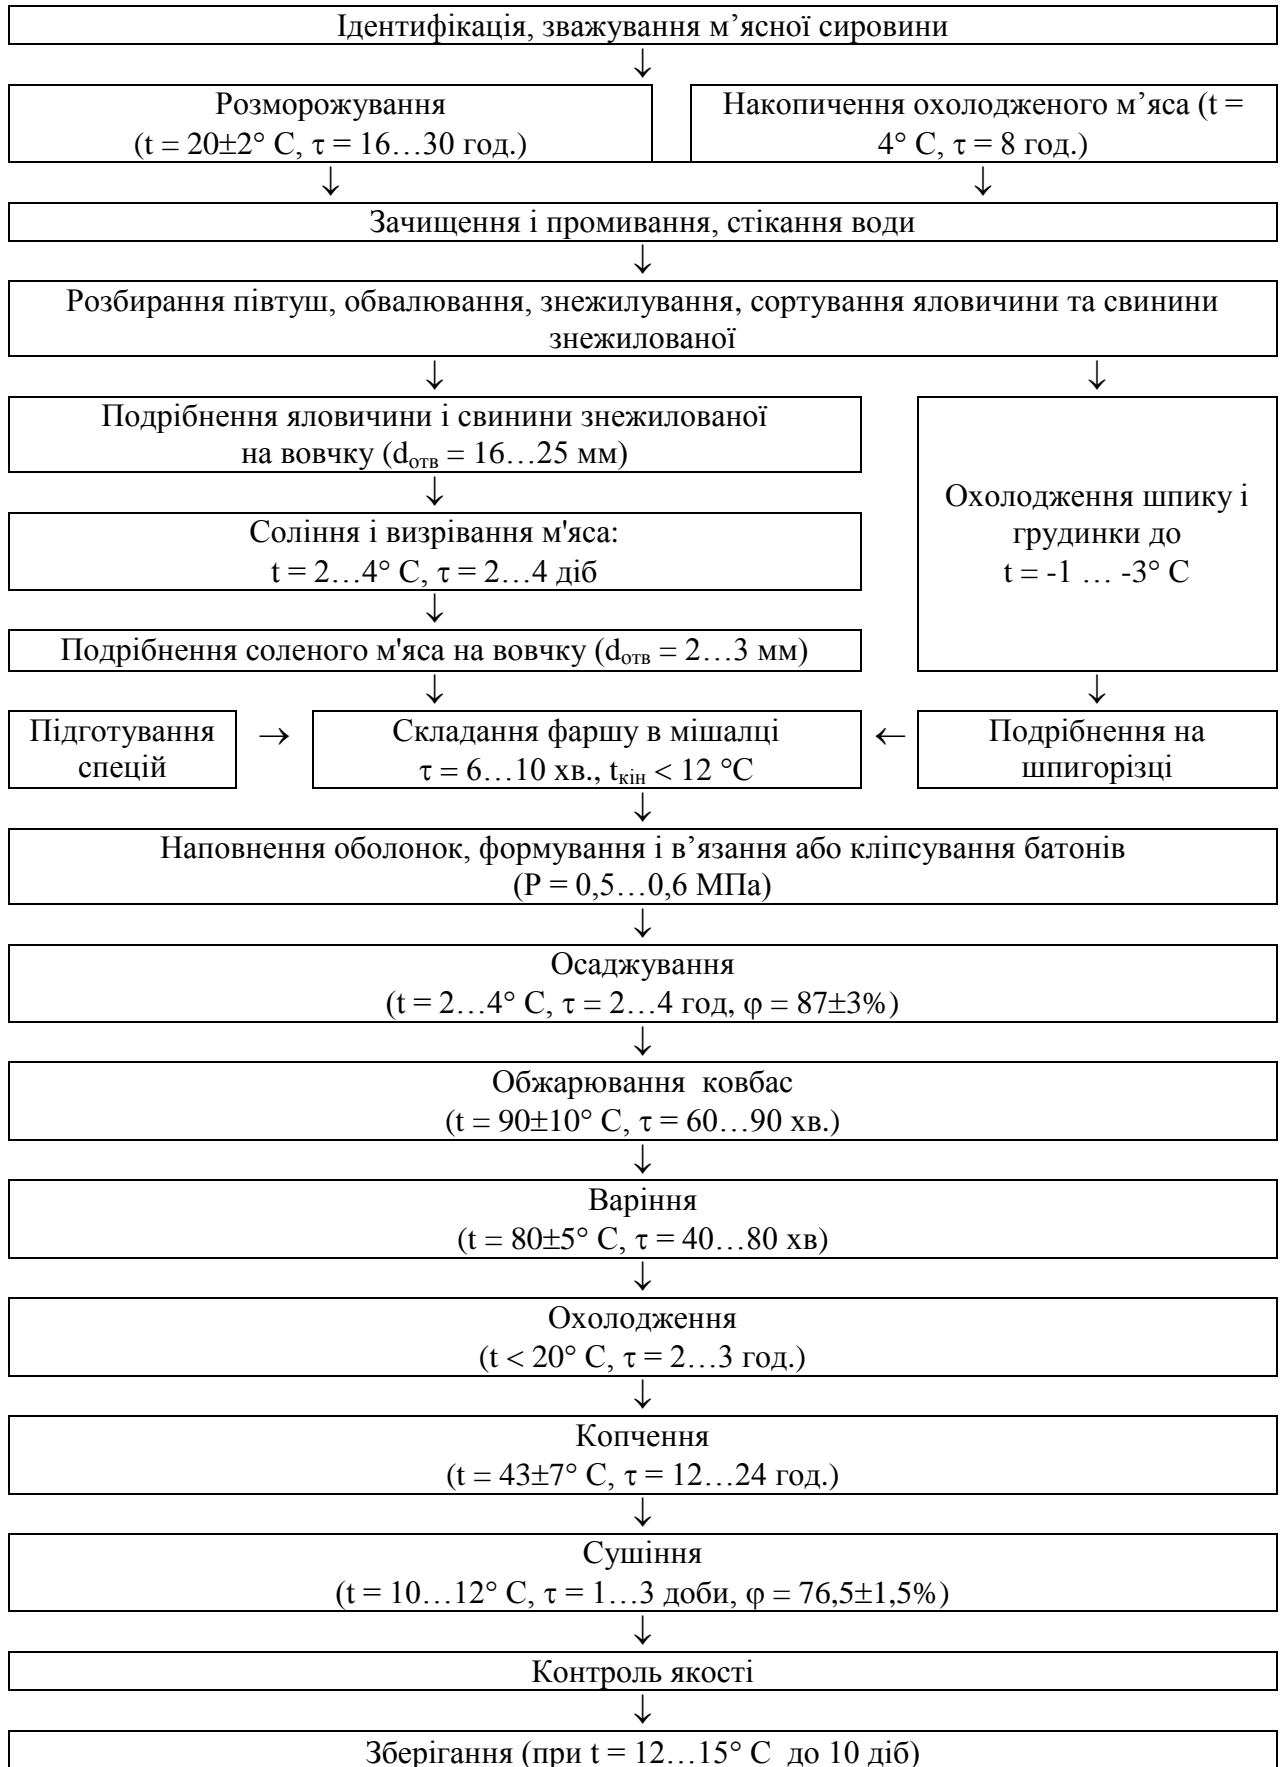 Ідентифікація, зважування м’ясної сировини
↓
Розморожування
(t = 20±2° С, τ = 16…30 год.)
Накопичення охолодженого м’яса (t =
4° С, τ = 8 год.)
↓ ↓
Зачищення і промивання, стікання води
↓
Розбирання півтуш, обвалювання, знежилування, сортування яловичини та свинини
знежилованої
↓ ↓
Подрібнення яловичини і свинини знежилованої
на вовчку (dотв = 16…25 мм)
↓
Соління і визрівання м'яса:
t = 2…4° С, τ = 2…4 діб
↓
Подрібнення соленого м'яса на вовчку (dотв = 2…3 мм)
Охолодження шпику і
грудинки до
t = -1 … -3° С
↓ ↓
Підготування
спецій
→
Складання фаршу в мішалці
τ = 6…10 хв., tкін < 12 °С
←
Подрібнення на
шпигорізці
↓
Наповнення оболонок, формування і в’язання або кліпсування батонів
(Р = 0,5…0,6 МПа)
↓
Осаджування
(t = 2…4° С, τ = 2…4 год, φ = 87±3%)
↓
Обжарювання ковбас
(t = 90±10° С, τ = 60…90 хв.)
↓
Варіння
(t = 80±5° С, τ = 40…80 хв)
↓
Охолодження
(t < 20° С, τ = 2…3 год.)
↓
Копчення
(t = 43±7° С, τ = 12…24 год.)
↓
Сушіння
(t = 10…12° С, τ = 1…3 доби, φ = 76,5±1,5%)
↓
Контроль якості
↓
Зберігання (при t = 12…15° С до 10 діб)